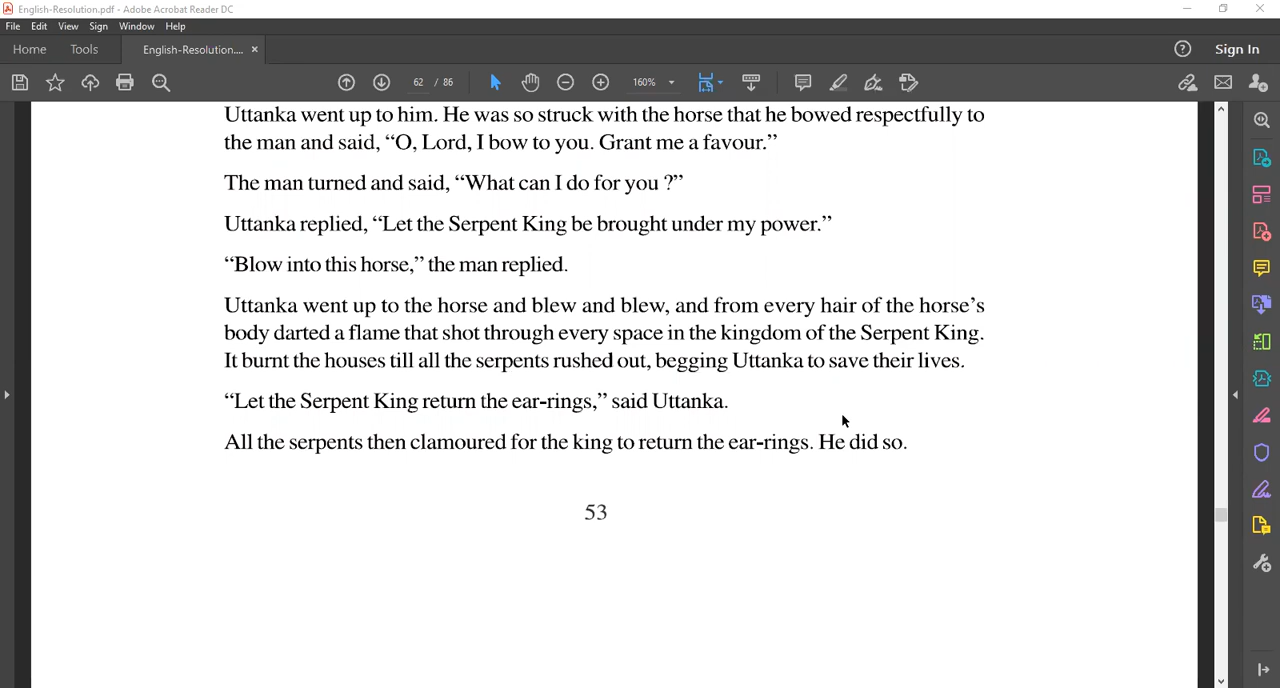 English-Resolution.pdf - Adobe Acrobat Reader DC
File Edit View Sign Window Help
Home Tools English-Resolution.... × ? Sign In
62 / 86 160%
Uttanka went up to him. He was so struck with the horse that he bowed respectfully to
the man and said, “O, Lord, I bow to you. Grant me a favour.”
The man turned and said, “What can I do for you ?”
Uttanka replied, “Let the Serpent King be brought under my power.”
“Blow into this horse,” the man replied.
Uttanka went up to the horse and blew and blew, and from every hair of the horse’s
body darted a flame that shot through every space in the kingdom of the Serpent King.
It burnt the houses till all the serpents rushed out, begging Uttanka to save their lives.
“Let the Serpent King return the ear-rings,” said Uttanka.
All the serpents then clamoured for the king to return the ear-rings. He did so.
53